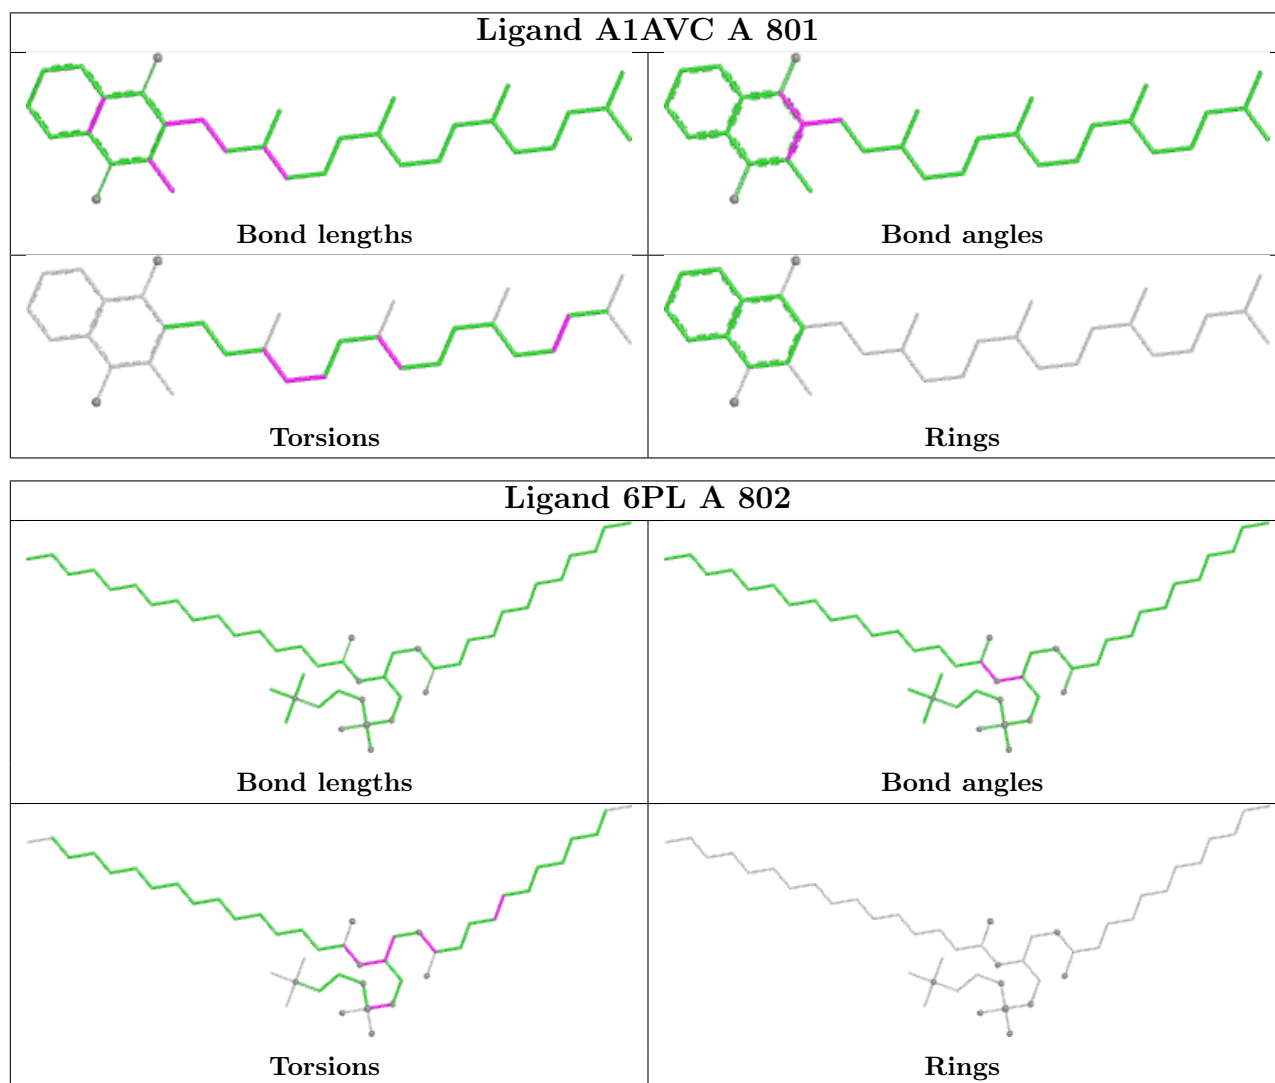 Ligand A1AVC A 801
Bond lengths
Bond angles
Torsions
Rings
Ligand 6PL A 802
Bond lengths
Bond angles
Torsions
Rings